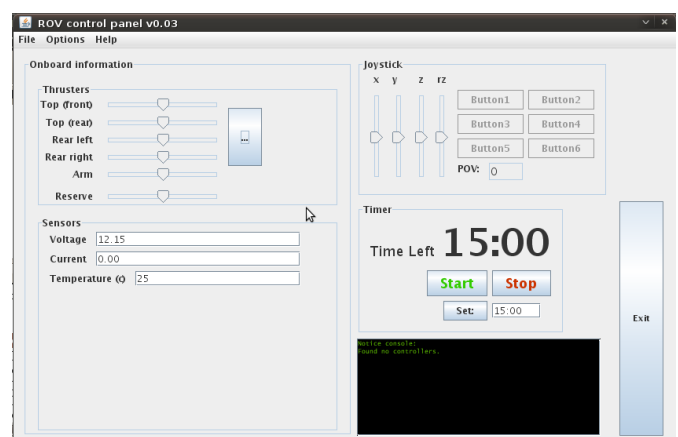 ROV control panel v0.03
File Options Help
Onboard information
Thrusters
Top (front)
Top (rear)
Rear left
Rear right
Arm
Reserve
...
Sensors
Voltage 12.15
Current 0.00
Temperature (c) 25
Joystick
x y z rz
Button1 Button2
Button3 Button4
Button5 Button6
POV: 0
Timer
Time Left 15:00
Start Stop
Set: 15:00
Notice console:
Found no controllers.
Exit